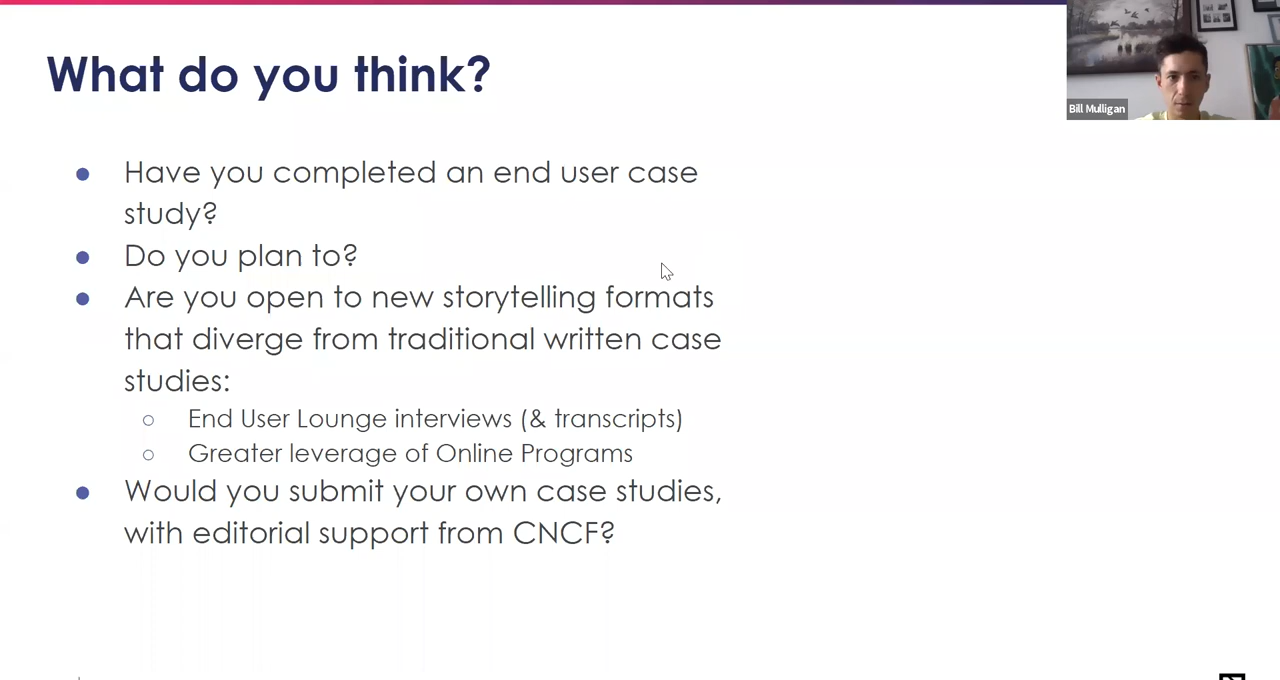 What do you think?
Bill Mulligan
● Have you completed an end user case
study?
● Do you plan to?
● Are you open to new storytelling formats
that diverge from traditional written case
studies:
○ End User Lounge interviews (& transcripts)
○ Greater leverage of Online Programs
● Would you submit your own case studies,
with editorial support from CNCF?